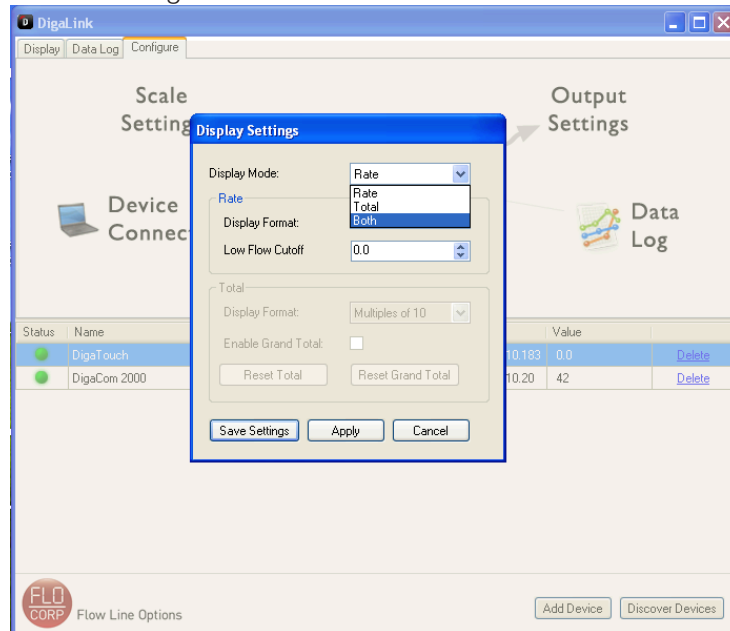 DigaLink
Display Data Log Configure
Scale
Setting
Output
Settings
Device
Connec
Data
Log
Display Settings
Display Mode: Rate
Rate
Total
Both
Rate
Display Format:
Low Flow Cutoff 0.0
Total
Display Format: Multiples of 10
Enable Grand Total:
Reset Total Reset Grand Total
Save Settings Apply Cancel
Status Name Value
DigaTouch 10.183 0.0 Delete
DigaCom 2000 10.20 42 Delete
FLO
CORP
Flow Line Options
Add Device Discover Devices